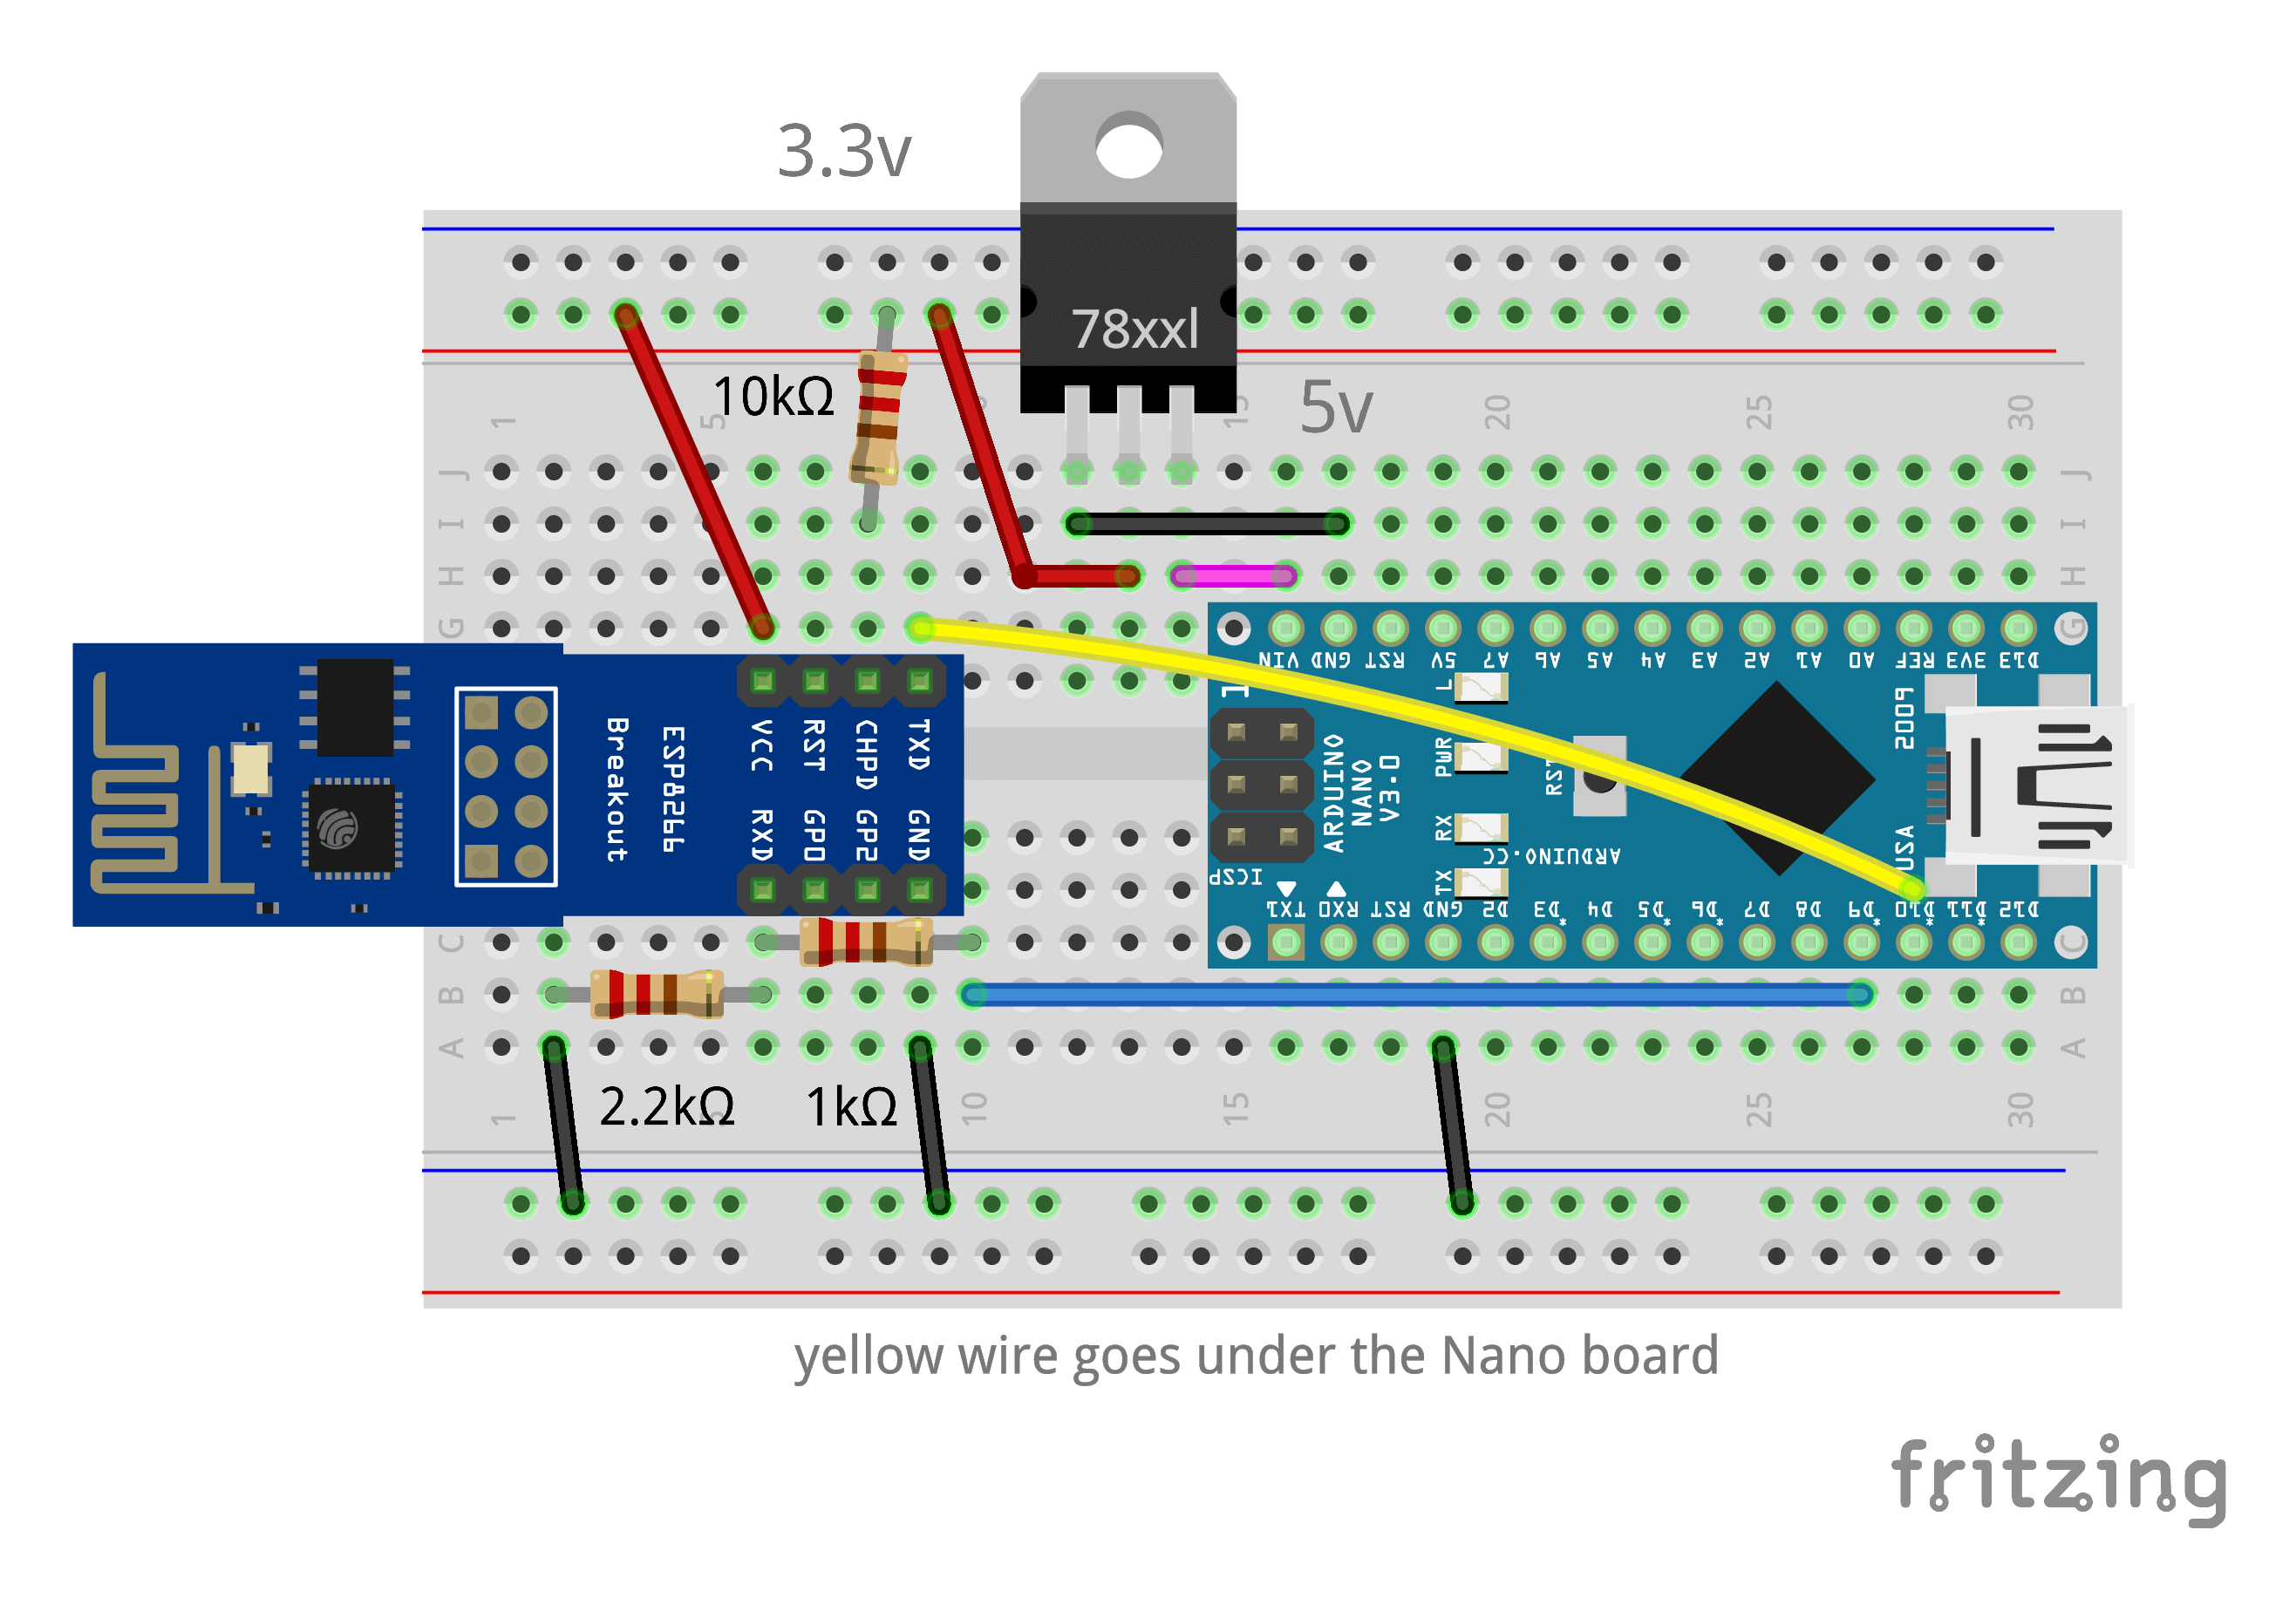 3.3v
78xxl
10kΩ
5v
1 5 15 20 25 30
J J
I I
H H
G G
VIN GND RST 5V A7 A6 A5 A4 A3 A2 A1 A0 REF 3V3 D13
1
L
PWR
RX
TX
RST
ARDUINO
NANO
V3.0
ARDUINO.CC
2009
USA
ICSP
TX1 RX0 RST GND D2 D3 D4 D5 D6 D7 D8 D9 D10 D11 D12
* * * * * *
VCC RST CHPD TXD
RXD GPO GP2 GND
ESP8266
Breakout
C C
B B
A A
2.2kΩ 1kΩ
1 10 15 20 25 30
yellow wire goes under the Nano board
fritzing